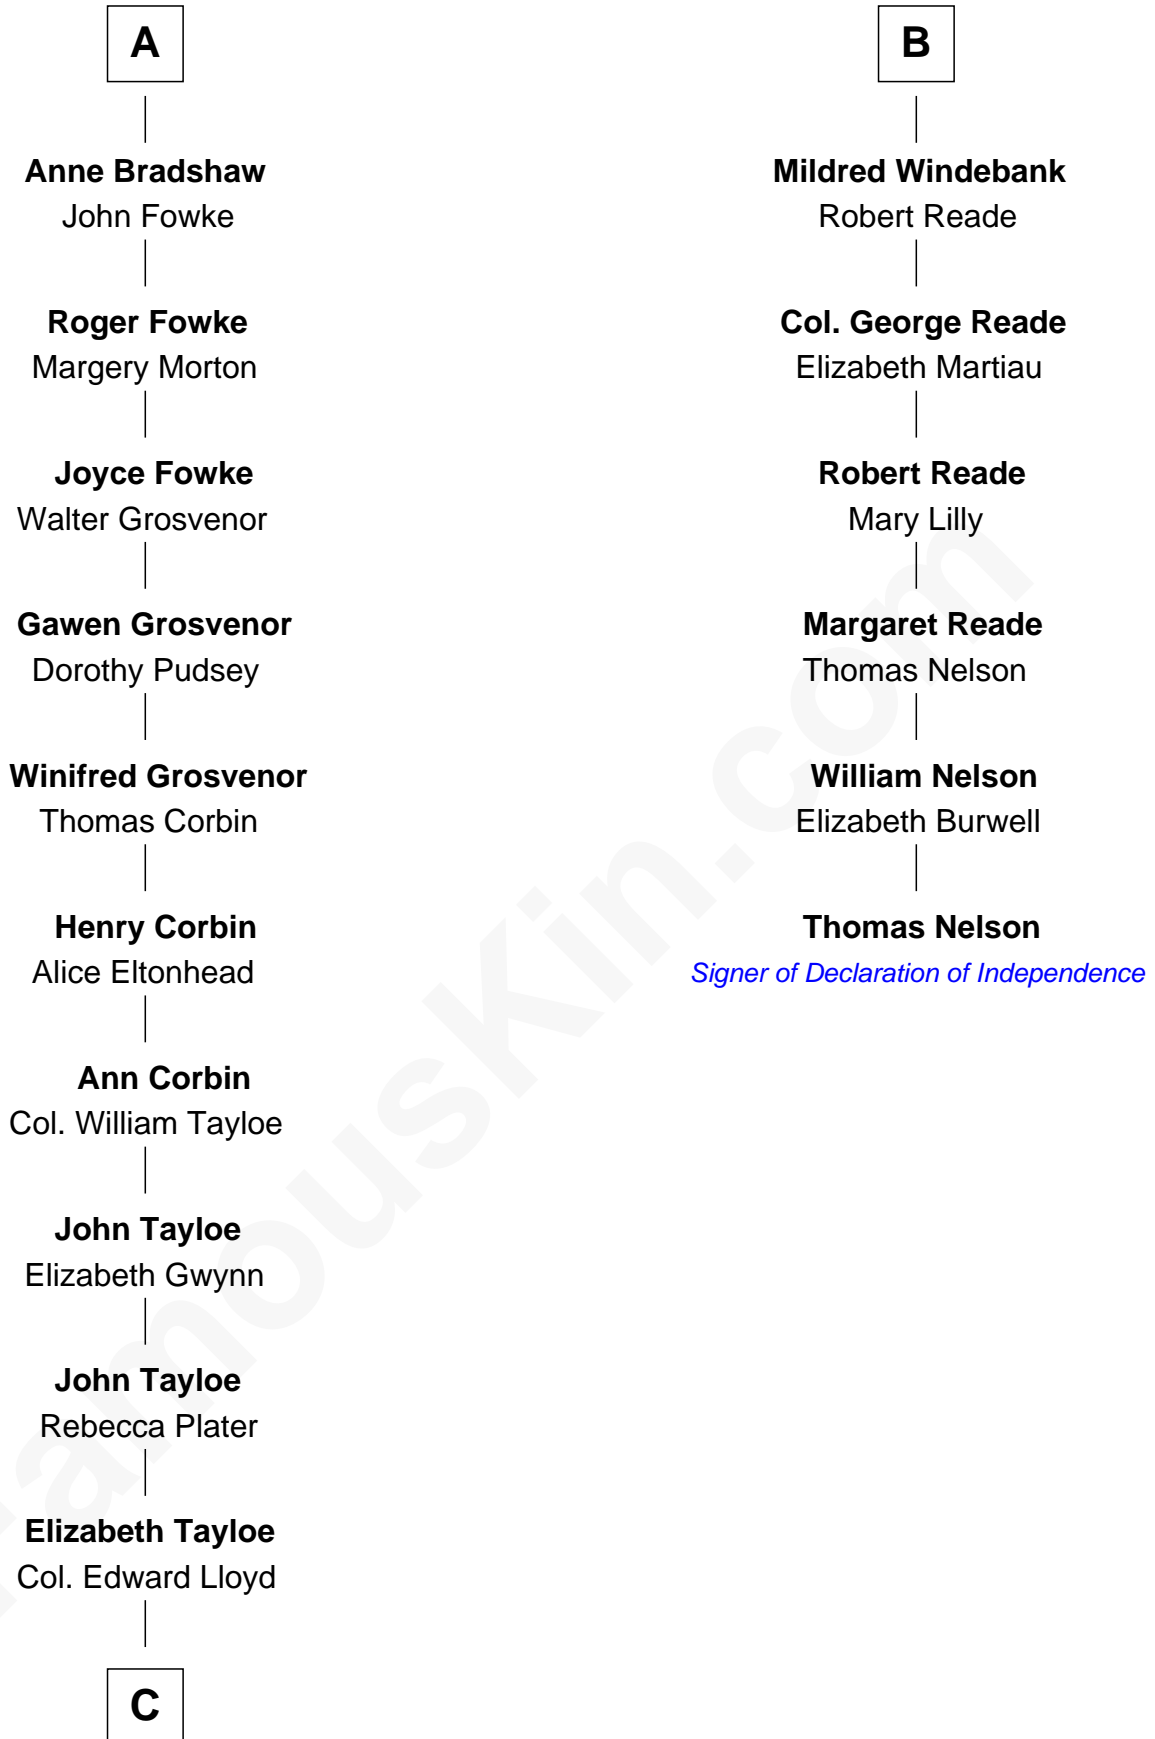 A
Anne Bradshaw
John Fowke
Roger Fowke
Margery Morton
Joyce Fowke
Walter Grosvenor
Gawen Grosvenor
Dorothy Pudsey
Winifred Grosvenor
Thomas Corbin
Henry Corbin
Alice Eltonhead
Ann Corbin
Col. William Tayloe
John Tayloe
Elizabeth Gwynn
John Tayloe
Rebecca Plater
Elizabeth Tayloe
Col. Edward Lloyd
C
B
Mildred Windebank
Robert Reade
Col. George Reade
Elizabeth Martiau
Robert Reade
Mary Lilly
Margaret Reade
Thomas Nelson
William Nelson
Elizabeth Burwell
Thomas Nelson
Signer of Declaration of Independence
FamousKin.com